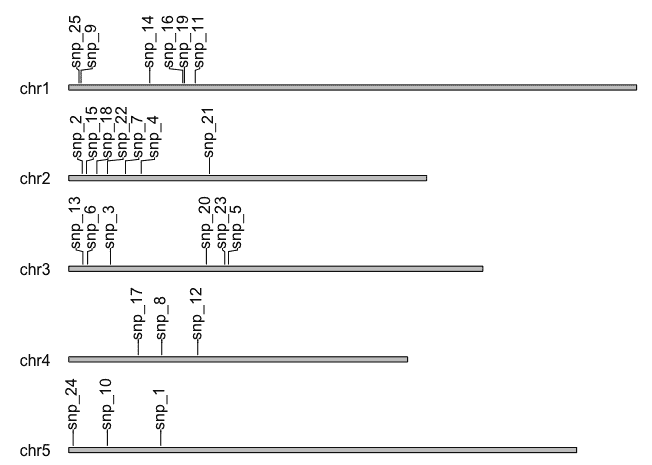 snp_25 snp_9 snp_14 snp_16 snp_19 snp_11
chr1
snp_2 snp_15 snp_18 snp_22 snp_7 snp_4 snp_21
chr2
snp_13 snp_6 snp_3 snp_20 snp_23 snp_5
chr3
snp_17 snp_8 snp_12
chr4
snp_24 snp_10 snp_1
chr5